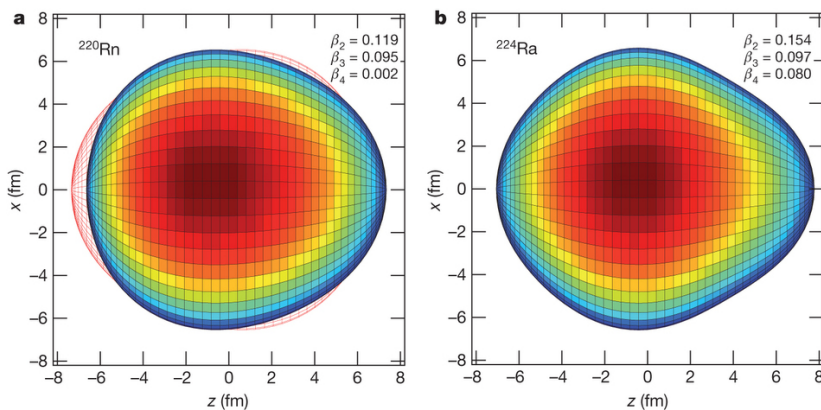 a
²²⁰Rn
β₂ = 0.119
β₃ = 0.095
β₄ = 0.002
8
6
4
2
0
−2
−4
−6
−8
x (fm)
−8 −6 −4 −2 0 2 4 6 8
z (fm)
b
²²⁴Ra
β₂ = 0.154
β₃ = 0.097
β₄ = 0.080
8
6
4
2
0
−2
−4
−6
−8
x (fm)
−8 −6 −4 −2 0 2 4 6 8
z (fm)